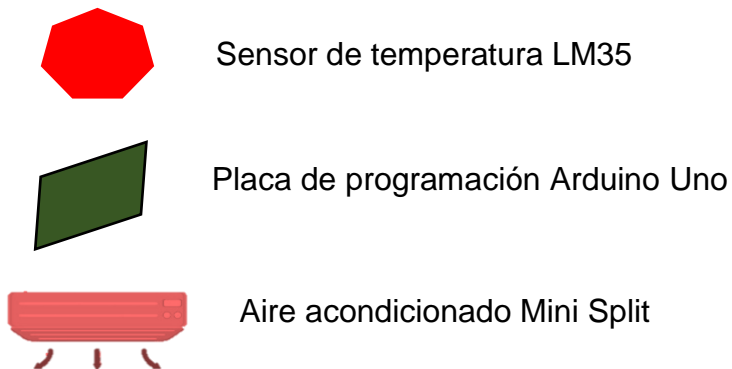 Sensor de temperatura LM35
Placa de programación Arduino Uno
Aire acondicionado Mini Split